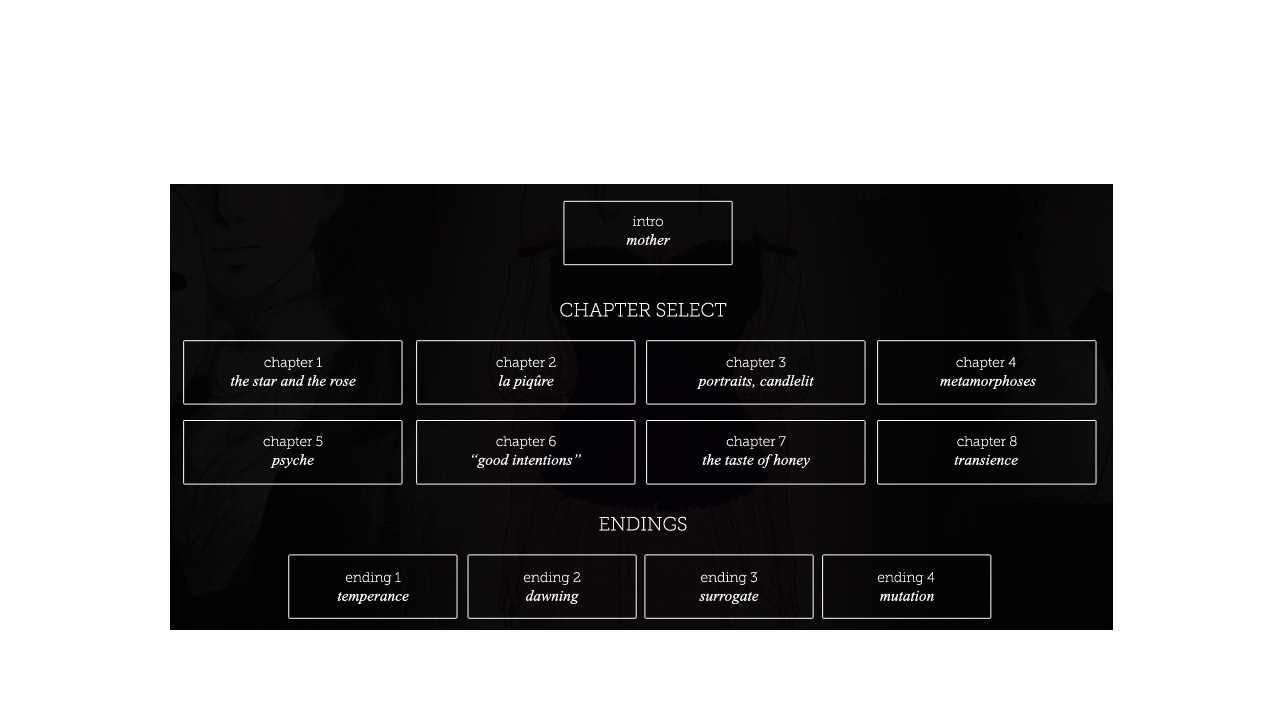 intro
mother
CHAPTER SELECT
chapter 1
the star and the rose
chapter 2
la piqûre
chapter 3
portraits, candlelit
chapter 4
metamorphoses
chapter 5
psyche
chapter 6
“good intentions”
chapter 7
the taste of honey
chapter 8
transience
ENDINGS
ending 1
temperance
ending 2
dawning
ending 3
surrogate
ending 4
mutation